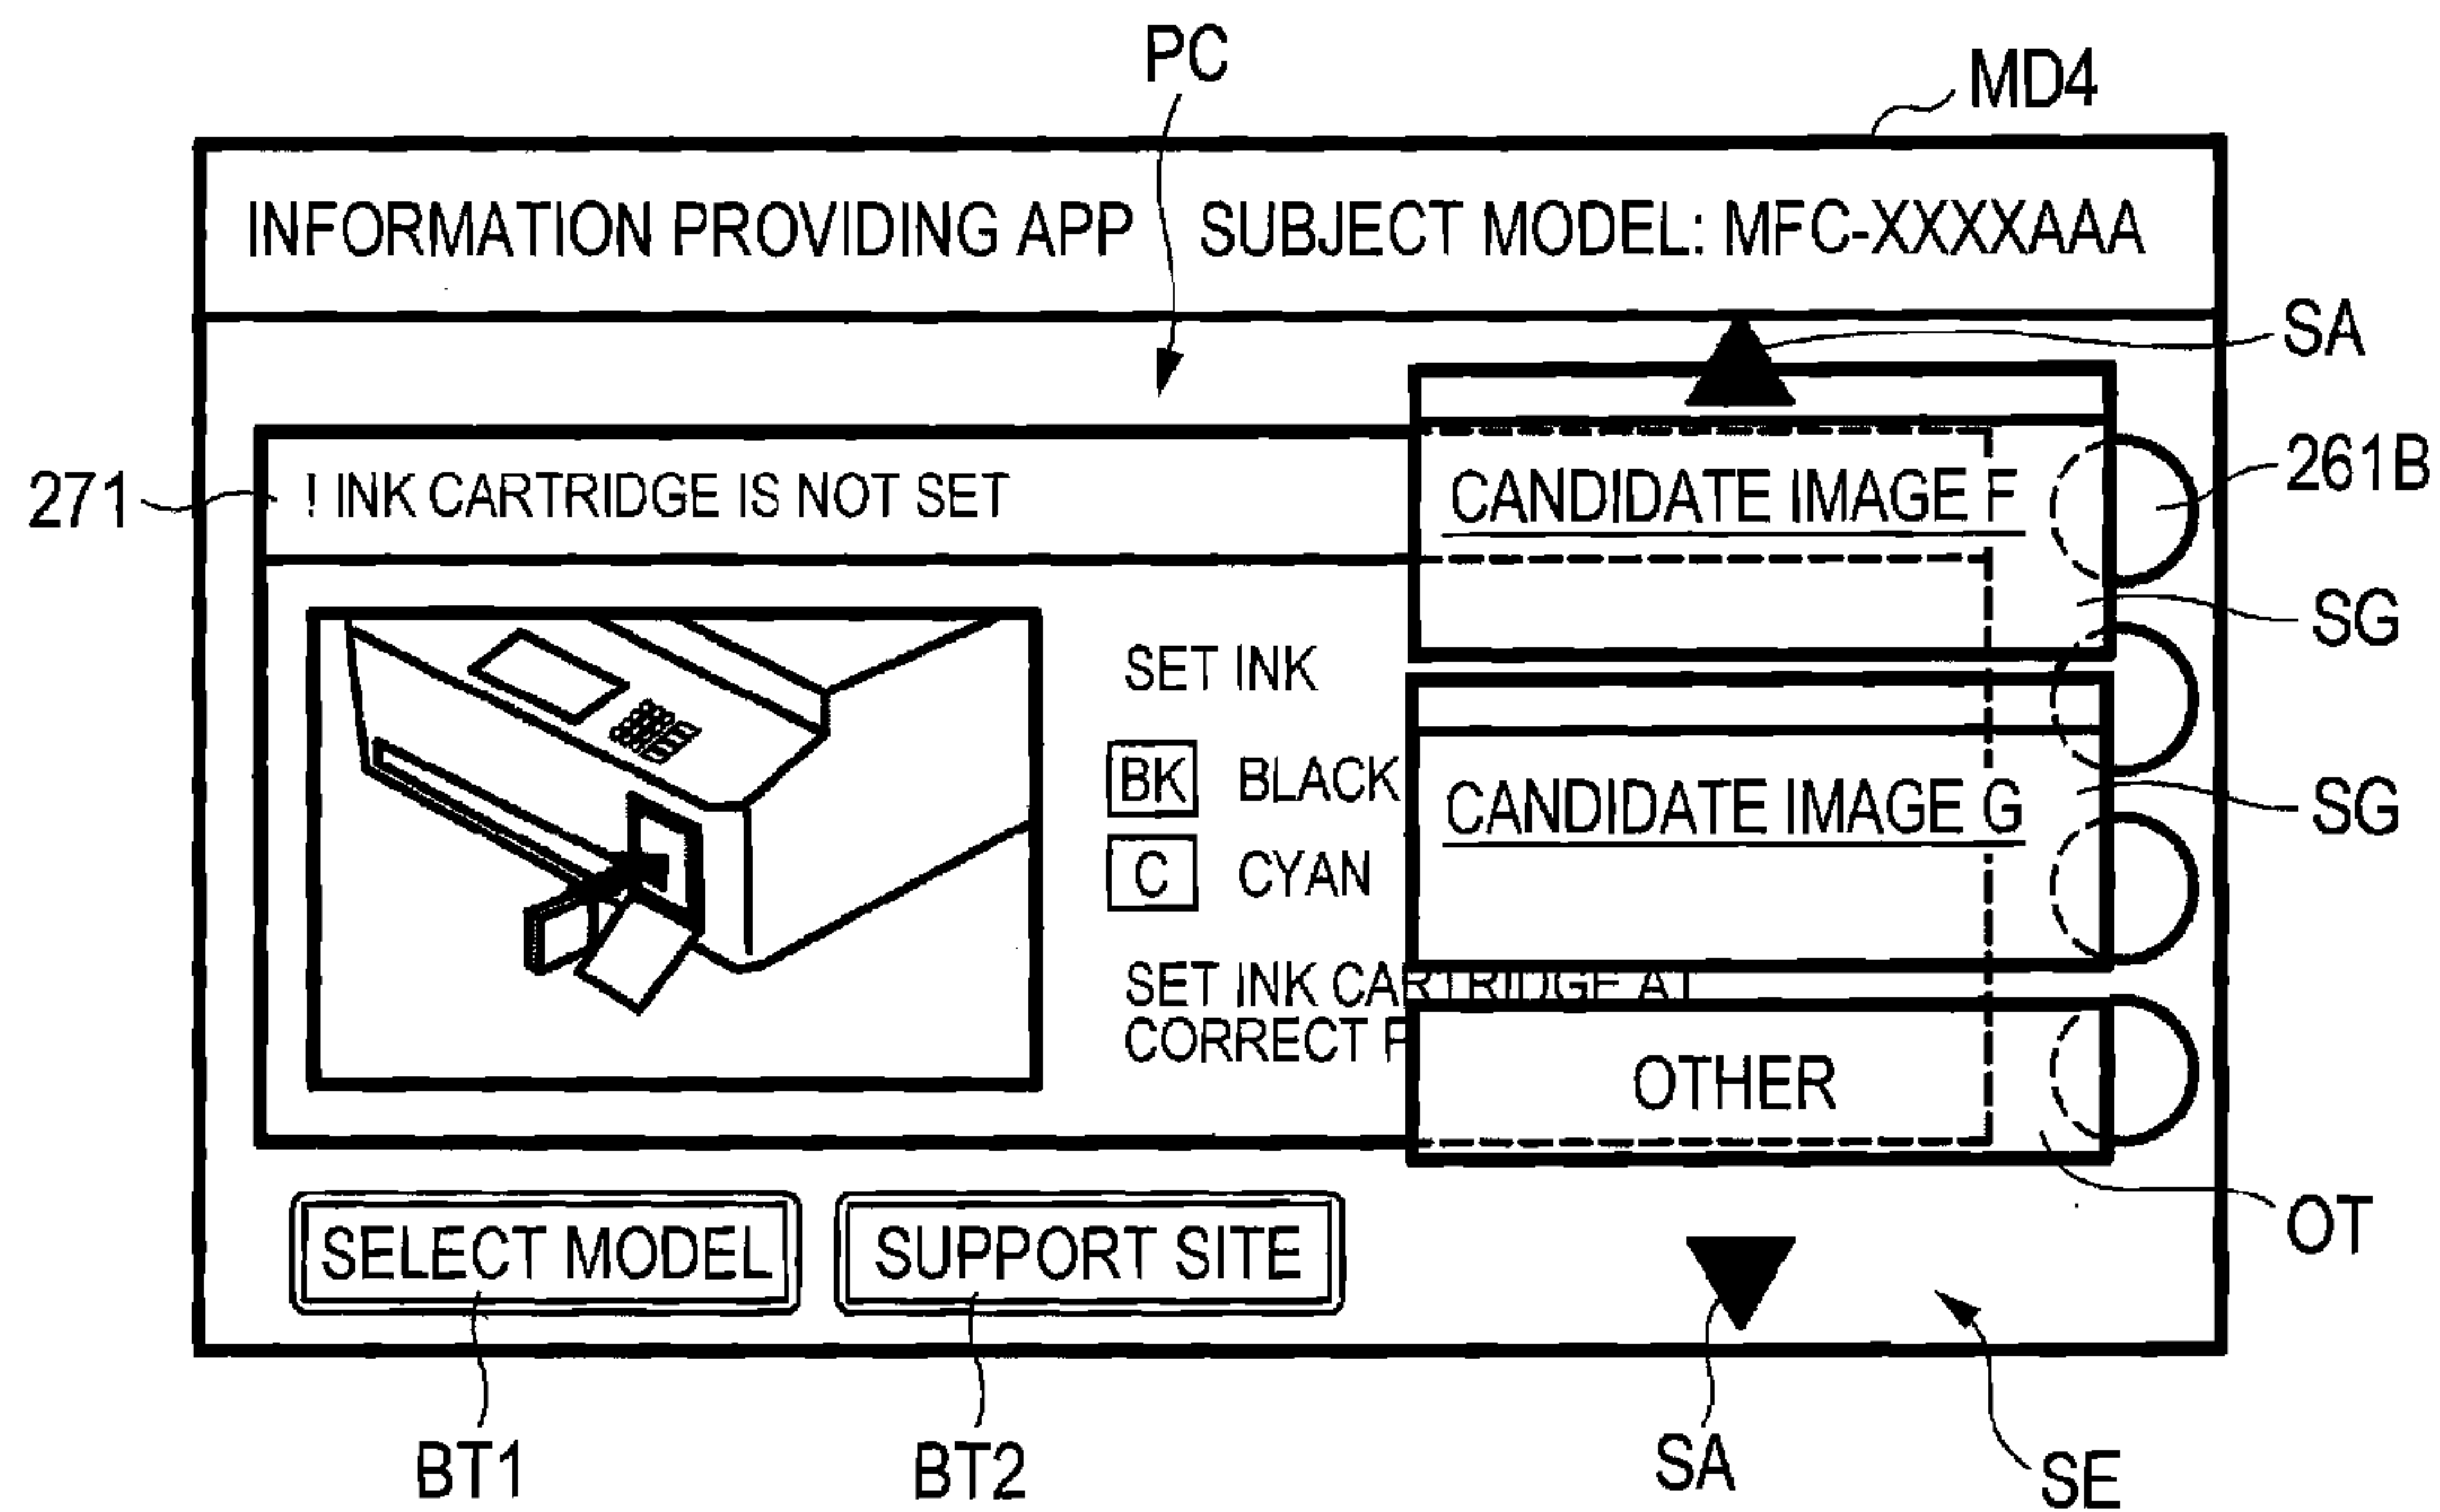 PC
MD4
INFORMATION PROVIDING APP SUBJECT MODEL: MFC-XXXXAAA
SA
271
! INK CARTRIDGE IS NOT SET
CANDIDATE IMAGE F
261B
SG
SET INK
BK BLACK
CANDIDATE IMAGE G
SG
C CYAN
SET INK CARTRIDGE AT
CORRECT P
OTHER
OT
SELECT MODEL
SUPPORT SITE
BT1
BT2
SA
SE